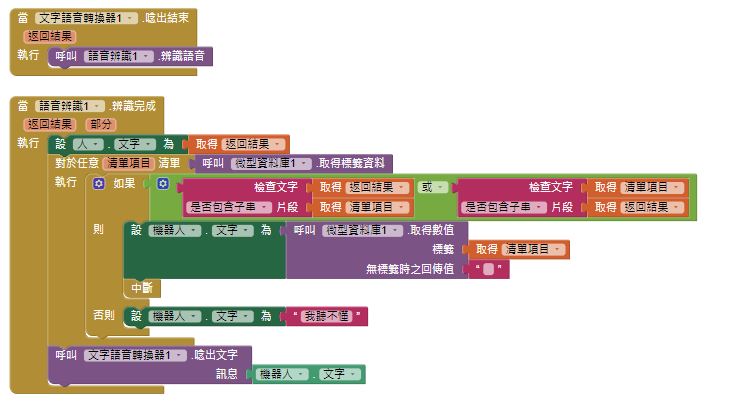 當 文字語音轉換器1 .唸出結束
返回結果
執行 呼叫 語音辨識1 .辨識語音
當 語音辨識1 .辨識完成
返回結果 部分
執行 設 人 . 文字 為 取得 返回結果
對於任意 清單項目 清單 呼叫 微型資料庫1 .取得標籤資料
執行 如果 檢查文字 取得 返回結果 或 檢查文字 取得 清單項目
是否包含子串 片段 取得 清單項目 是否包含子串 片段 取得 返回結果
則 設 機器人 . 文字 為 呼叫 微型資料庫1 .取得數值
標籤 取得 清單項目
無標籤時之回傳值 “ ”
中斷
否則 設 機器人 . 文字 為 “ 我聽不懂 ”
呼叫 文字語音轉換器1 .唸出文字
訊息 機器人 . 文字